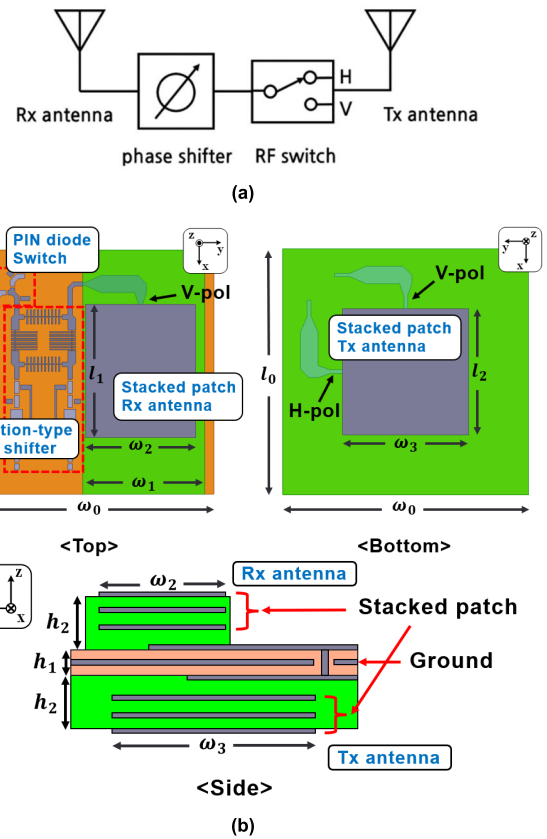 H
V
Rx antenna
Tx antenna
phase shifter
RF switch
(a)
PIN diode
Switch
z
y
x
V-pol
l1
Stacked patch
Rx antenna
tion-type
shifter
ω2
ω1
ω0
<Top>
z
y
x
V-pol
Stacked patch
Tx antenna
l0
l2
H-pol
ω3
ω0
<Bottom>
z
x
ω2
Rx antenna
h2
Stacked patch
h1
Ground
h2
ω3
Tx antenna
<Side>
(b)